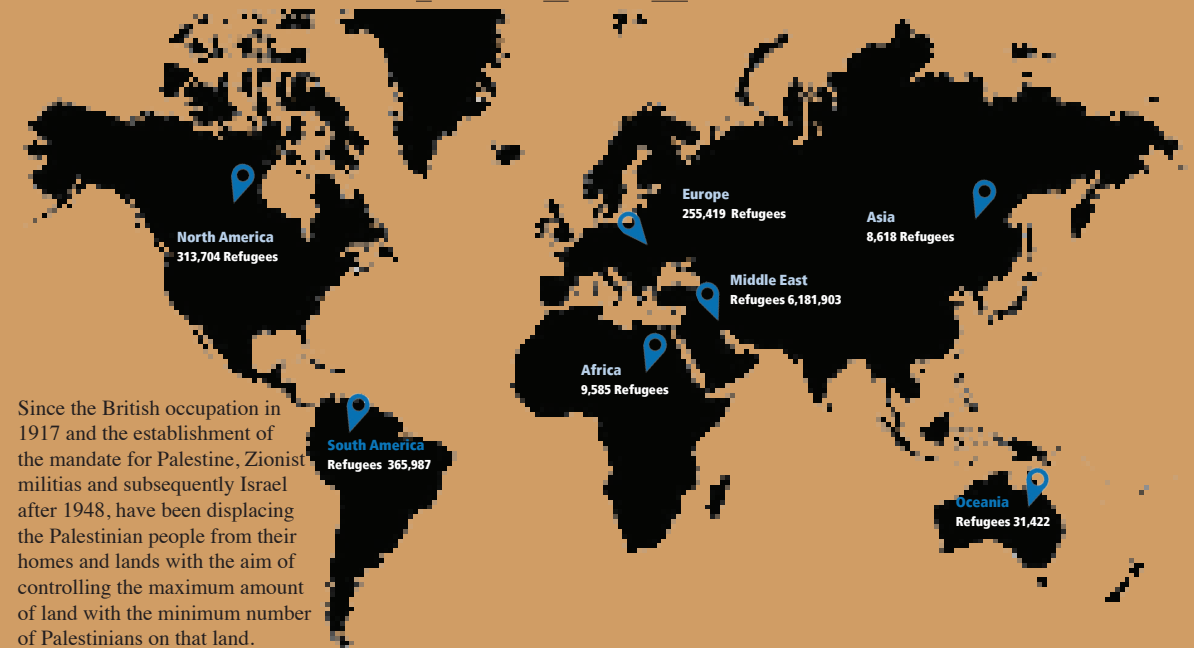 Europe
255,419 Refugees
Asia
8,618 Refugees
North America
313,704 Refugees
Middle East
Refugees 6,181,903
Africa
9,585 Refugees
South America
Refugees 365,987
Oceania
Refugees 31,422
Since the British occupation in
1917 and the establishment of
the mandate for Palestine, Zionist
militias and subsequently Israel
after 1948, have been displacing
the Palestinian people from their
homes and lands with the aim of
controlling the maximum amount
of land with the minimum number
of Palestinians on that land.